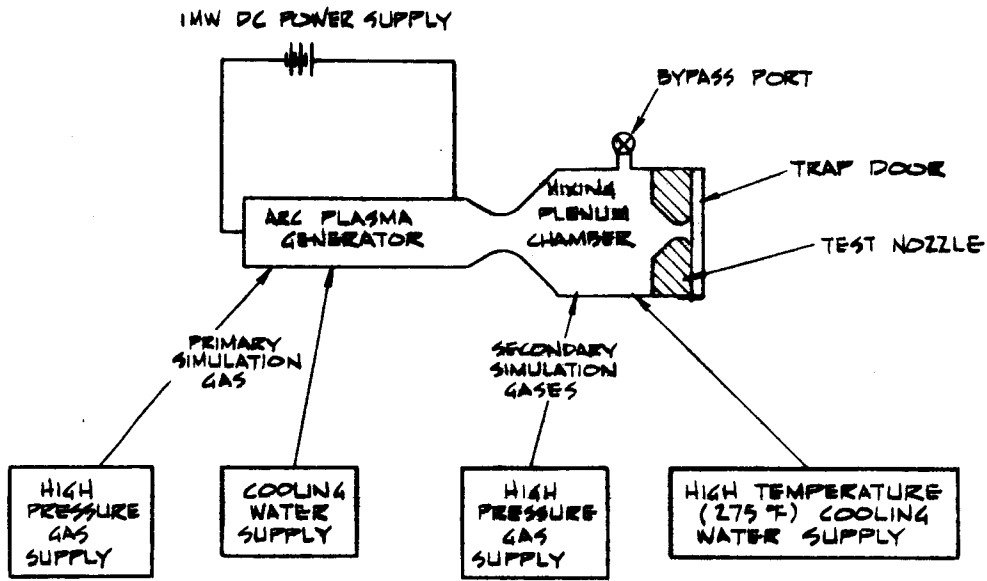 1MW DC POWER SUPPLY
BYPASS PORT
TRAP DOOR
MIXING
PLENUM
CHAMBER
ARC PLASMA
GENERATOR
TEST NOZZLE
PRIMARY
SIMULATION
GAS
SECONDARY
SIMULATION
GASES
HIGH
PRESSURE
GAS
SUPPLY
COOLING
WATER
SUPPLY
HIGH
PRESSURE
GAS
SUPPLY
HIGH TEMPERATURE
(275 °F) COOLING
WATER SUPPLY